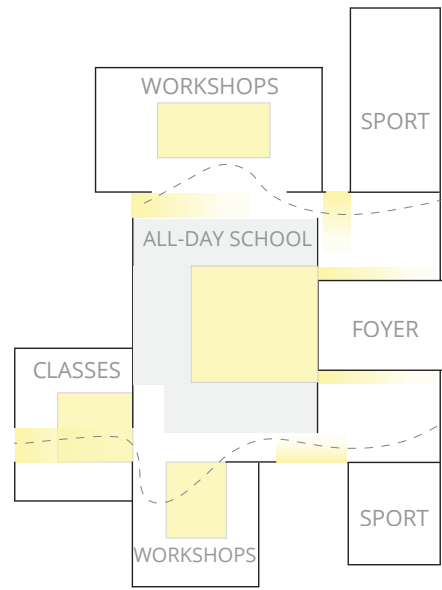 WORKSHOPS
SPORT
ALL-DAY SCHOOL
FOYER
CLASSES
SPORT
WORKSHOPS